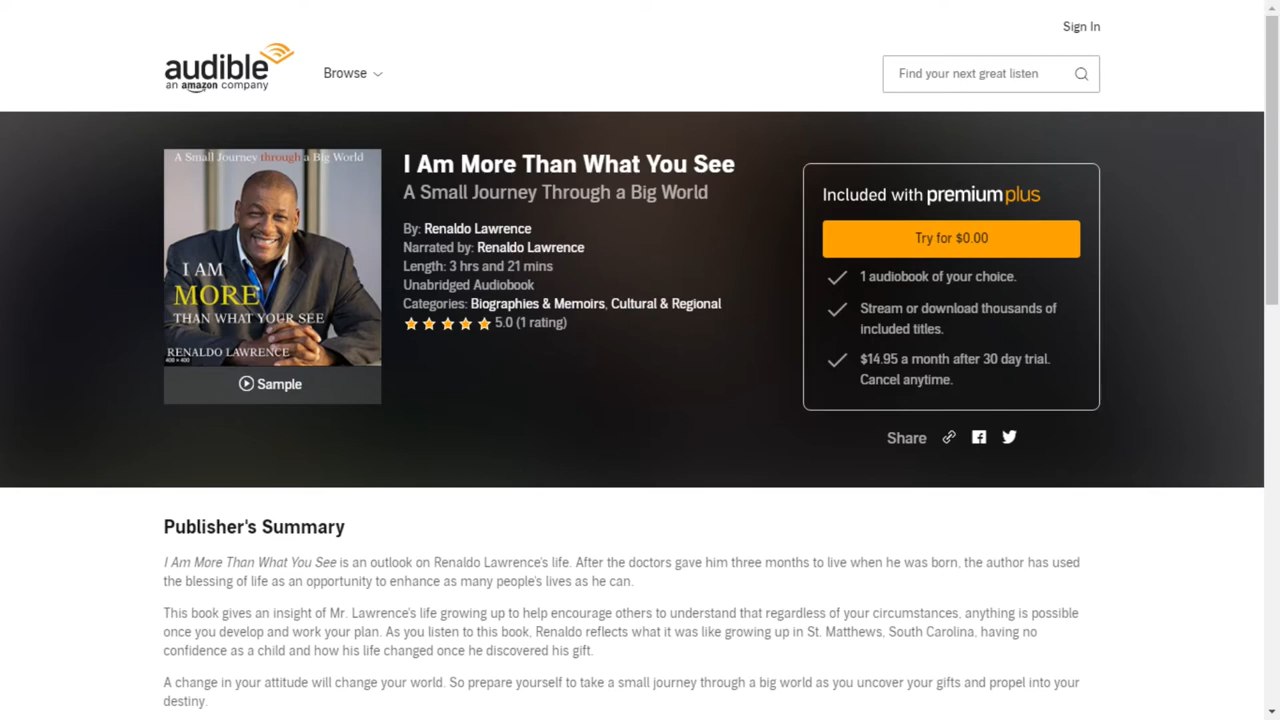 Sign In
audible
an amazon company
Browse
Find your next great listen
A Small Journey through a Big World
I AM
MORE
THAN WHAT YOUR SEE
RENALDO LAWRENCE
Sample
I Am More Than What You See
A Small Journey Through a Big World
By: Renaldo Lawrence
Narrated by: Renaldo Lawrence
Length: 3 hrs and 21 mins
Unabridged Audiobook
Categories: Biographies & Memoirs, Cultural & Regional
5.0 (1 rating)
Included with premium plus
Try for $0.00
1 audiobook of your choice.
Stream or download thousands of
included titles.
$14.95 a month after 30 day trial.
Cancel anytime.
Share
Publisher's Summary
I Am More Than What You See is an outlook on Renaldo Lawrence's life. After the doctors gave him three months to live when he was born, the author has used
the blessing of life as an opportunity to enhance as many people's lives as he can.
This book gives an insight of Mr. Lawrence's life growing up to help encourage others to understand that regardless of your circumstances, anything is possible
once you develop and work your plan. As you listen to this book, Renaldo reflects what it was like growing up in St. Matthews, South Carolina, having no
confidence as a child and how his life changed once he discovered his gift.
A change in your attitude will change your world. So prepare yourself to take a small journey through a big world as you uncover your gifts and propel into your
destiny.